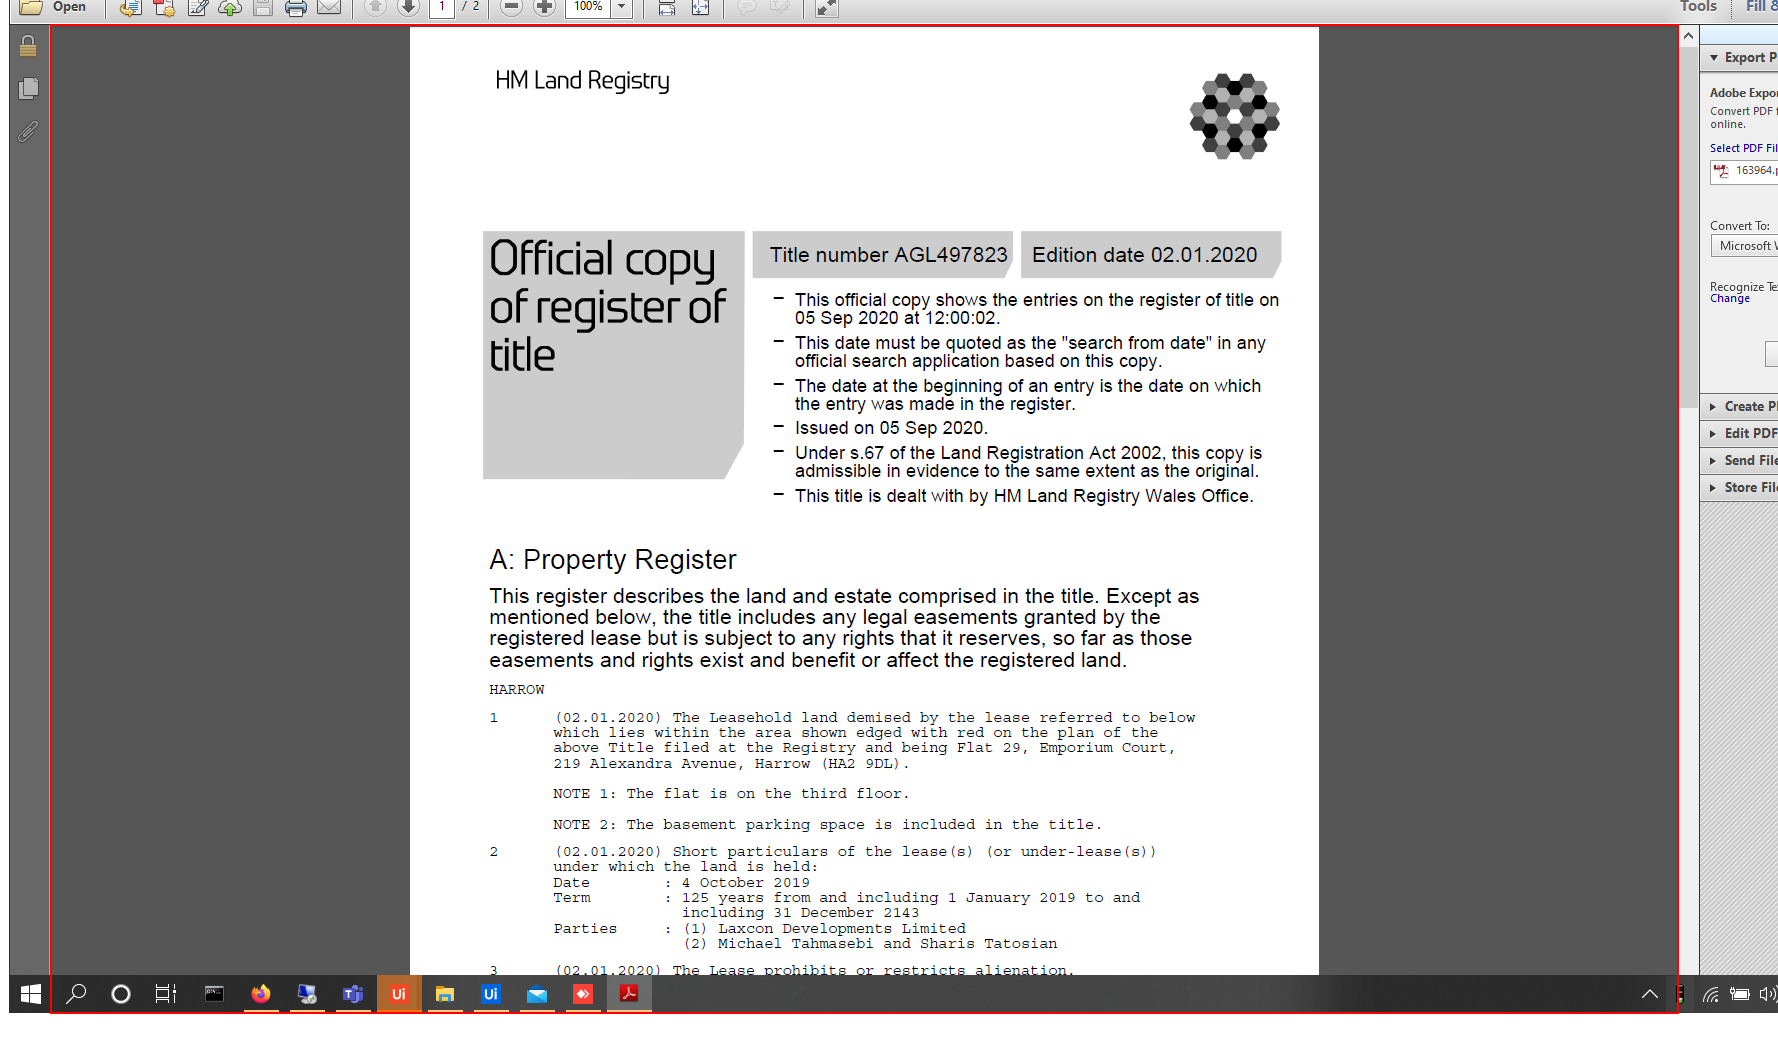 Open
1 / 2
100%
Tools
Fill &
HM Land Registry
Official copy
of register of
title
Title number AGL497823
Edition date 02.01.2020
– This official copy shows the entries on the register of title on
05 Sep 2020 at 12:00:02.
– This date must be quoted as the "search from date" in any
official search application based on this copy.
– The date at the beginning of an entry is the date on which
the entry was made in the register.
– Issued on 05 Sep 2020.
– Under s.67 of the Land Registration Act 2002, this copy is
admissible in evidence to the same extent as the original.
– This title is dealt with by HM Land Registry Wales Office.
A: Property Register
This register describes the land and estate comprised in the title. Except as
mentioned below, the title includes any legal easements granted by the
registered lease but is subject to any rights that it reserves, so far as those
easements and rights exist and benefit or affect the registered land.
HARROW
1 (02.01.2020) The Leasehold land demised by the lease referred to below
which lies within the area shown edged with red on the plan of the
above Title filed at the Registry and being Flat 29, Emporium Court,
219 Alexandra Avenue, Harrow (HA2 9DL).
NOTE 1: The flat is on the third floor.
NOTE 2: The basement parking space is included in the title.
2 (02.01.2020) Short particulars of the lease(s) (or under-lease(s))
under which the land is held:
Date : 4 October 2019
Term : 125 years from and including 1 January 2019 to and
including 31 December 2143
Parties : (1) Laxcon Developments Limited
(2) Michael Tahmasebi and Sharis Tatosian
3 (02.01.2020) The Lease prohibits or restricts alienation.
Export P
Adobe Expo
Convert PDF
online.
Select PDF Fil
163964.p
Convert To:
Microsoft W
Recognize Te
Change
Create P
Edit PDF
Send File
Store File
Ui
Ui